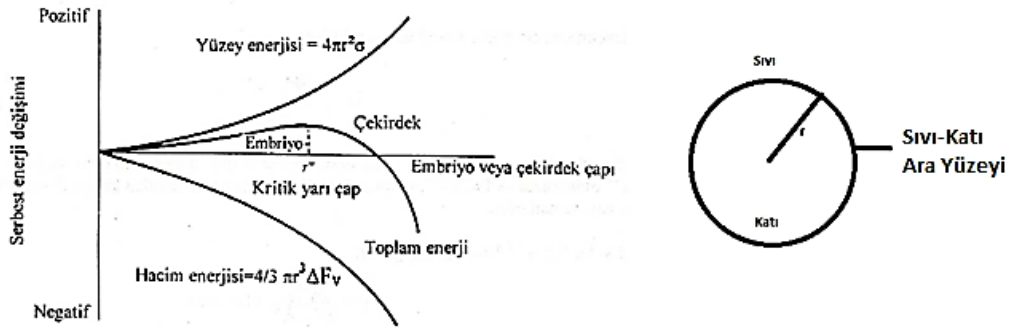 Pozitif
Yüzey enerjisi = 4πr²σ
Serbest enerji değişimi
Çekirdek
Embriyo
r*
Embriyo veya çekirdek çapı
Kritik yarı çap
Toplam enerji
Hacim enerjisi=4/3 πr³ΔFv
Negatif
Sıvı
r
Sıvı-Katı
Ara Yüzeyi
Katı